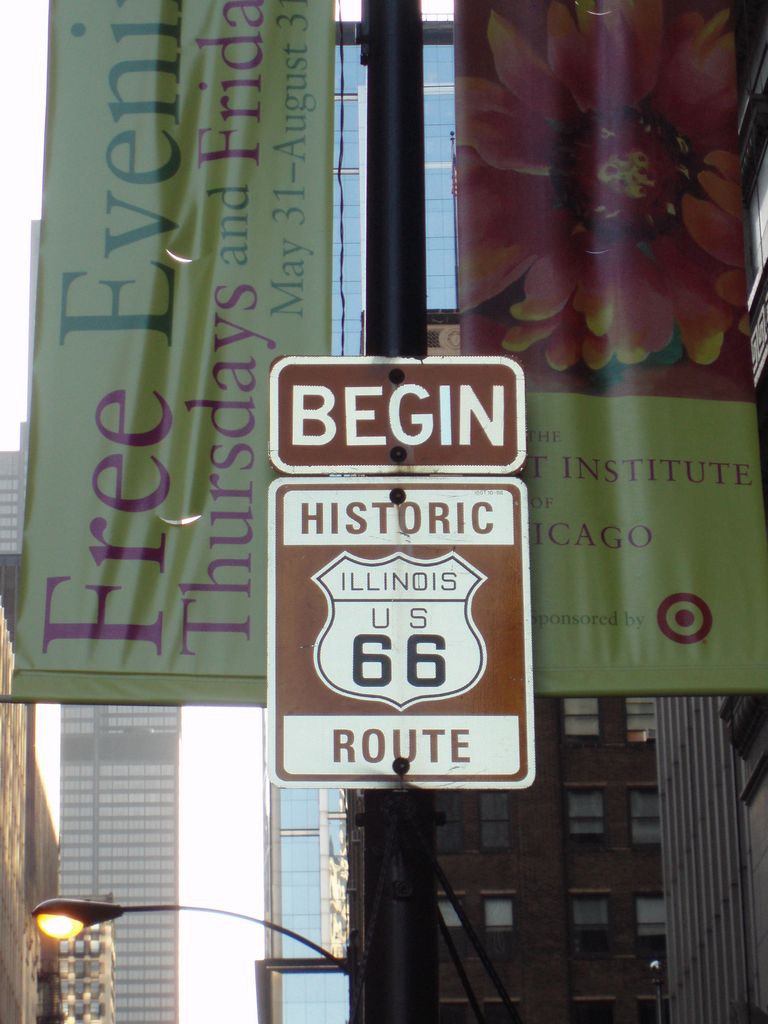 Free Eveni
Thursdays and Frida
May 31–August 31
BEGIN
HISTORIC
ILLINOIS
US
66
ROUTE
THE
T INSTITUTE
OF
ICAGO
Sponsored by